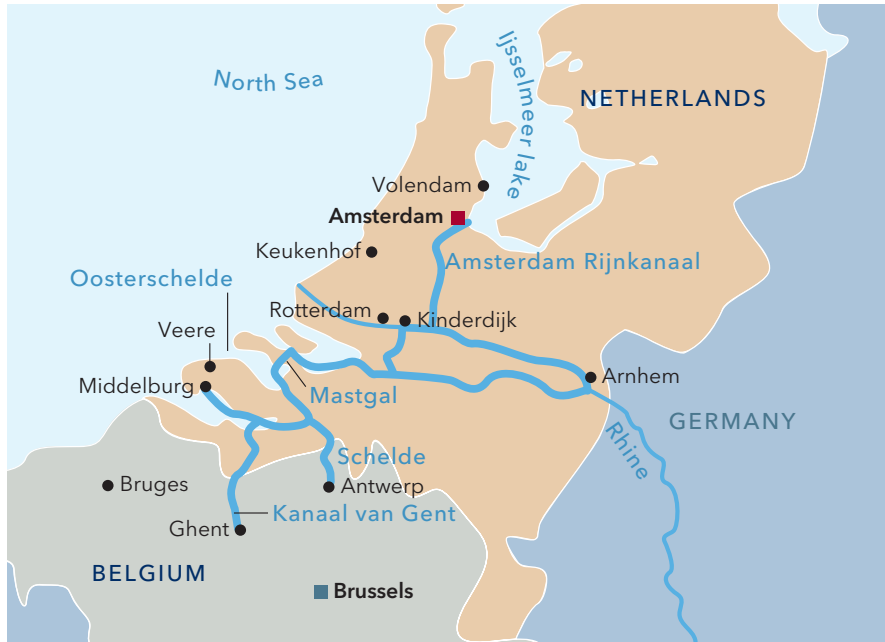 North Sea
Ijsselmeer lake
NETHERLANDS
Volendam
Amsterdam
Keukenhof
Amsterdam Rijnkanaal
Oosterschelde
Rotterdam
Kinderdijk
Veere
Middelburg
Mastgal
Arnhem
GERMANY
Rhine
Schelde
Bruges
Antwerp
Kanaal van Gent
Ghent
BELGIUM
Brussels